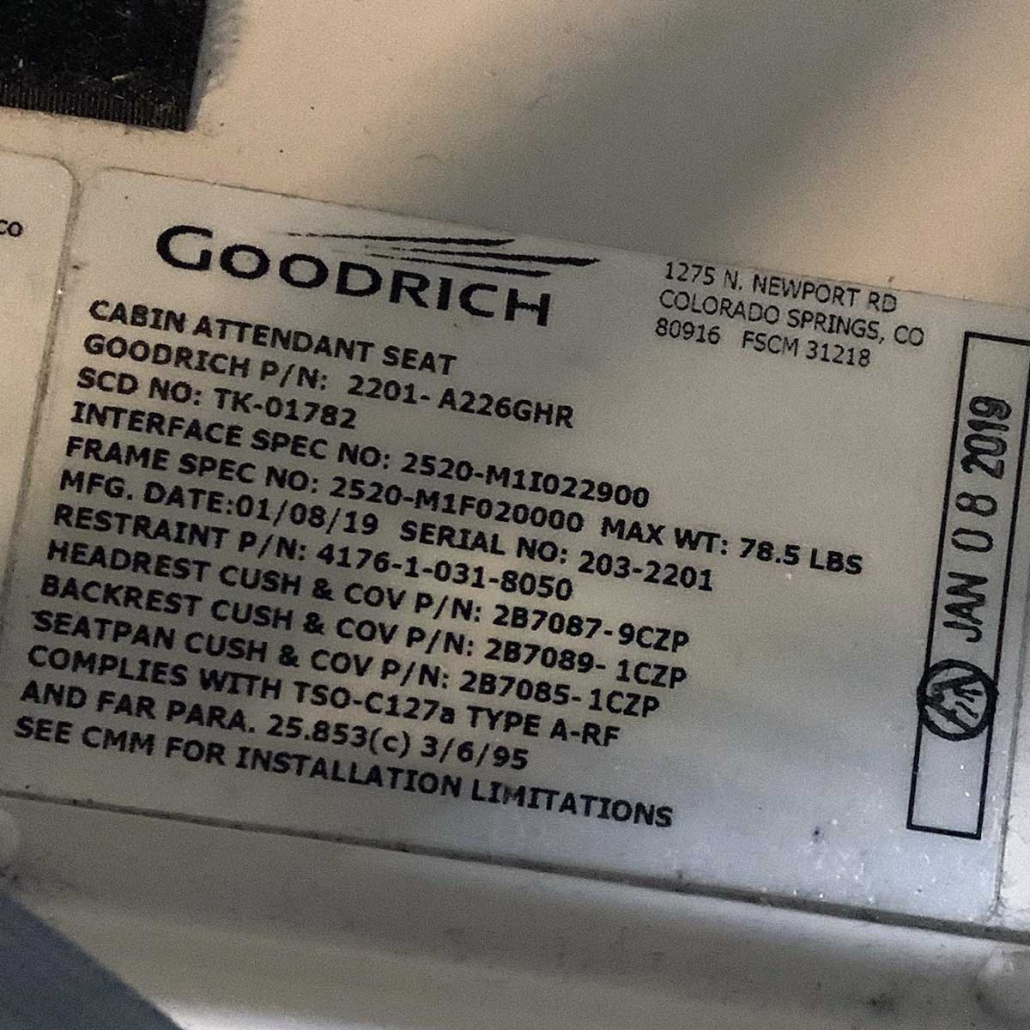 CO
GOODRICH
1275 N. NEWPORT RD
COLORADO SPRINGS, CO
80916 FSCM 31218
CABIN ATTENDANT SEAT
GOODRICH P/N: 2201- A226GHR
SCD NO: TK-01782
INTERFACE SPEC NO: 2520-M1I022900
FRAME SPEC NO: 2520-M1F020000 MAX WT: 78.5 LBS
MFG. DATE:01/08/19 SERIAL NO: 203-2201
RESTRAINT P/N: 4176-1-031-8050
HEADREST CUSH & COV P/N: 2B7087-9CZP
BACKREST CUSH & COV P/N: 2B7089- 1CZP
SEATPAN CUSH & COV P/N: 2B7085-1CZP
COMPLIES WITH TSO-C127a TYPE A-RF
AND FAR PARA. 25.853(c) 3/6/95
SEE CMM FOR INSTALLATION LIMITATIONS
JAN 08 2019